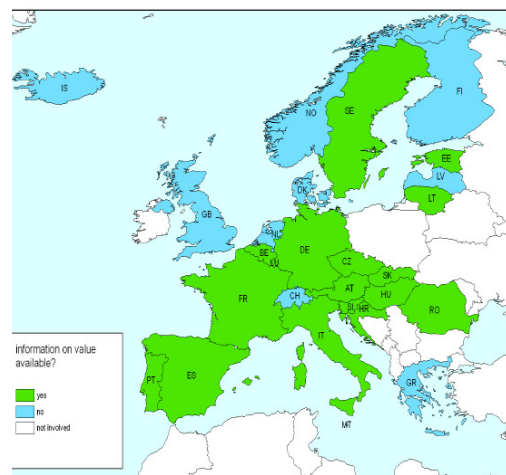 IS
NO
SE
FI
EE
LV
LT
DK
GB
NL
BE
LU
DE
CZ
SK
FR
CH
AT
HU
SI
HR
RO
IT
PT
ES
GR
MT
information on value
available?
yes
no
not involved